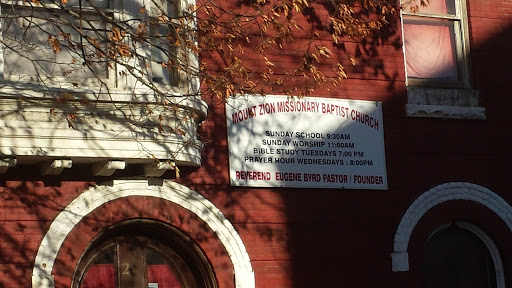 MOUNT ZION MISSIONARY BAPTIST CHURCH
SUNDAY SCHOOL 9:30AM
SUNDAY WORSHIP 11:00AM
BIBLE STUDY TUESDAYS 7:00 PM
PRAYER HOUR WEDNESDAYS : 8:00PM
REVEREND EUGENE BYRD PASTOR / FOUNDER